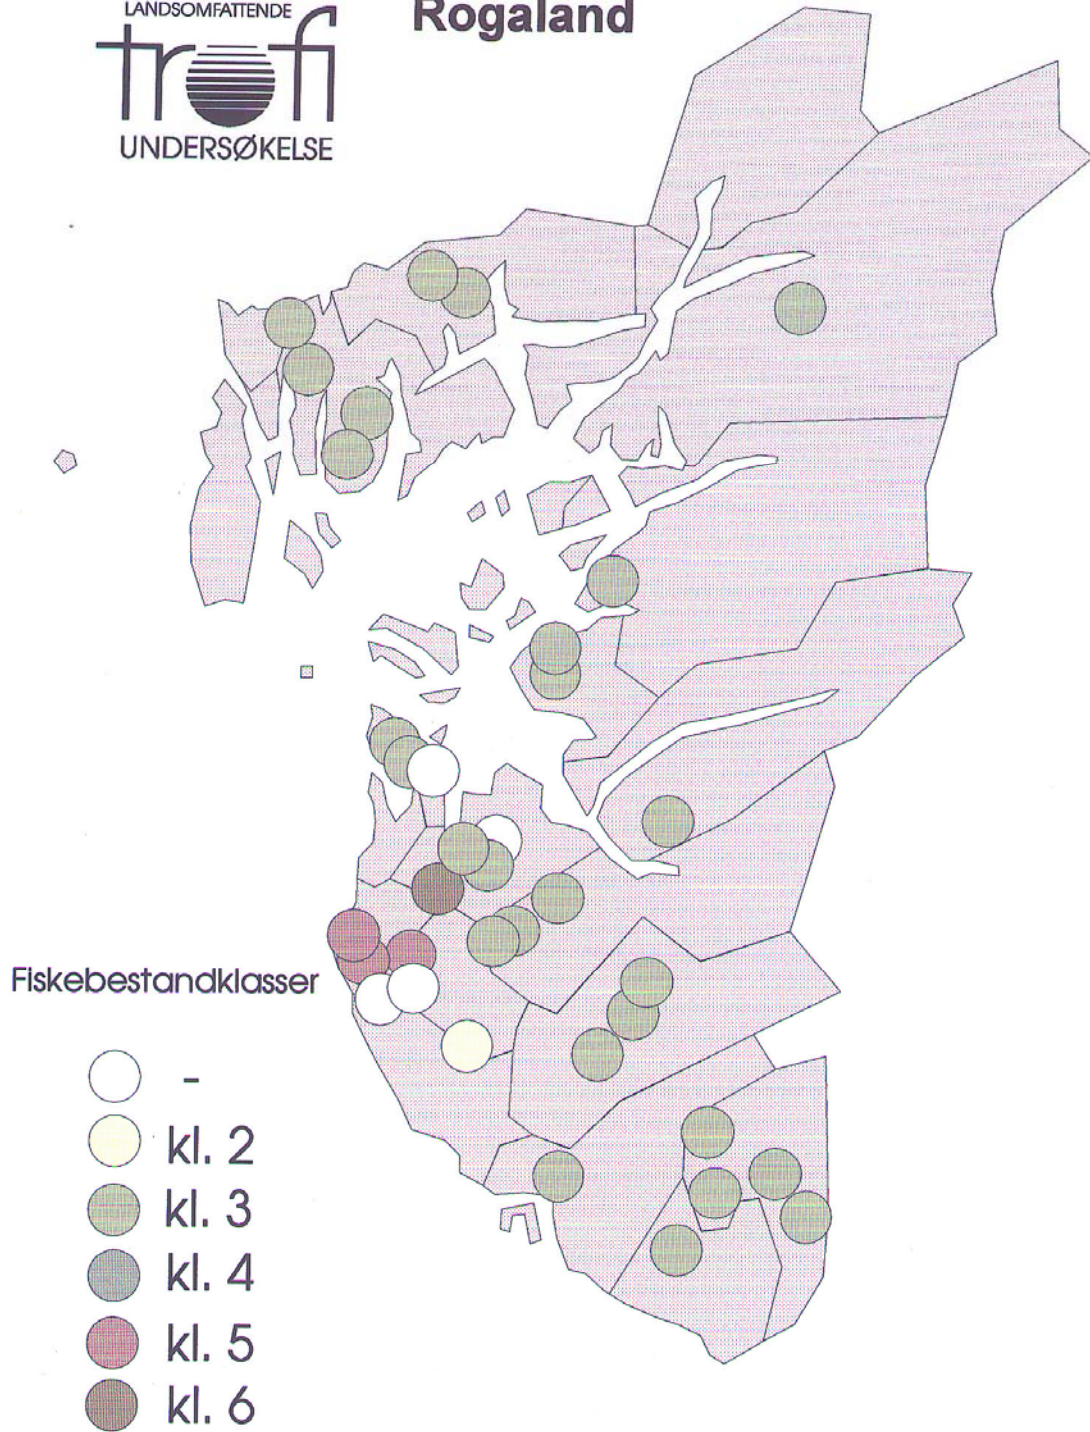 LANDSOMFATTENDE
trofi
UNDERSØKELSE
Rogaland
Fiskebestandklasser
-
kl. 2
kl. 3
kl. 4
kl. 5
kl. 6